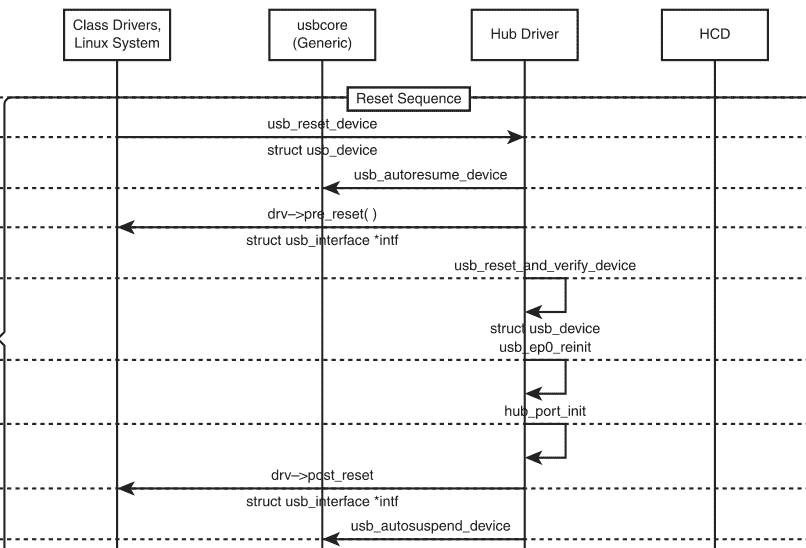 Class Drivers,
Linux System
usbcore
(Generic)
Hub Driver
HCD
Reset Sequence
usb_reset_device
struct usb_device
usb_autoresume_device
drv–>pre_reset( )
struct usb_interface *intf
usb_reset_and_verify_device
struct usb_device
usb_ep0_reinit
hub_port_init
drv–>post_reset
struct usb_interface *intf
usb_autosuspend_device